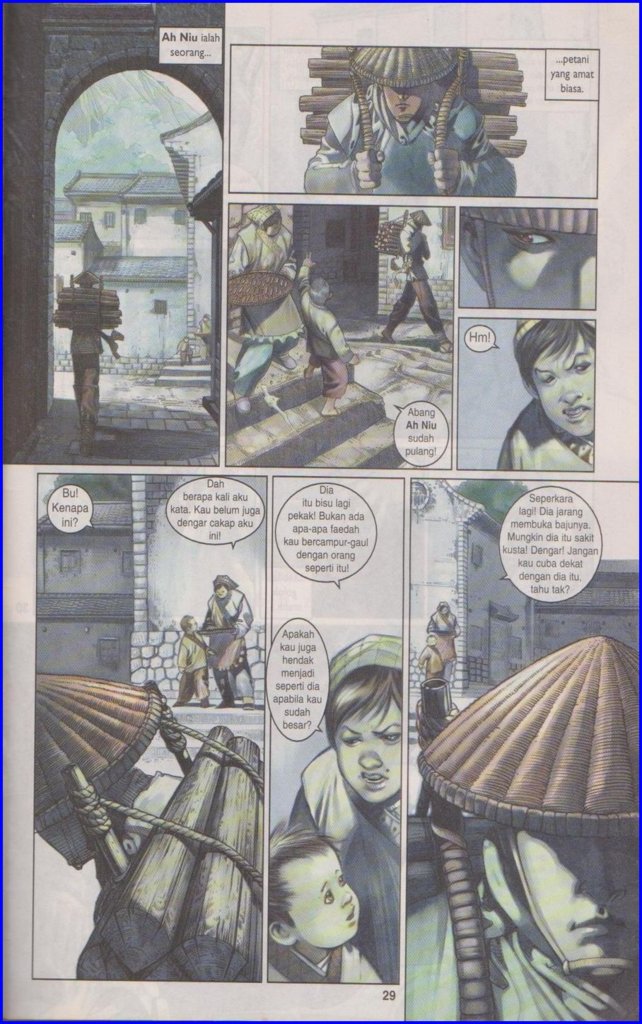 Ah Niu ialah
seorang...
...petani
yang amat
biasa.
Abang
Ah Niu
sudah
pulang!
Hm!
Bu!
Kenapa
ini?
Dah
berapa kali aku
kata. Kau belum juga
dengar cakap aku
ini!
Dia
itu bisu lagi
pekak! Bukan ada
apa-apa faedah
kau bercampur-gaul
dengan orang
seperti itu!
Apakah
kau juga
hendak
menjadi
seperti dia
apabila kau
sudah
besar?
Seperkara
lagi! Dia jarang
membuka bajunya.
Mungkin dia itu sakit
kusta! Dengar! Jangan
kau cuba dekat
dengan dia itu,
tahu tak?
29